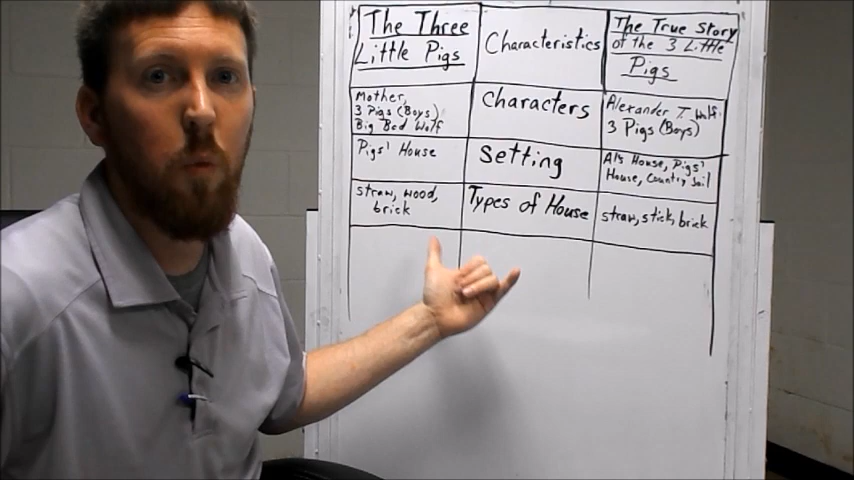 The Three
Little Pigs
Characteristics
The True Story
of the 3 Little
Pigs
Mother,
3 Pigs (Boys)
Big Bad Wolf
Characters
Alexander T. Wolf
3 Pigs (Boys)
Pigs' House
Setting
Al's House, Pigs'
House, Country Jail
straw, wood,
brick
Types of House
straw, stick, brick